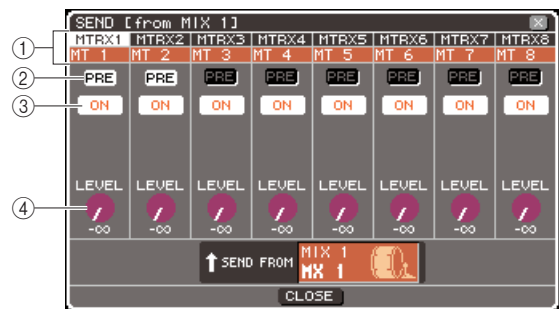 SEND [from MIX 1]
① MTRX1 MTRX2 MTRX3 MTRX4 MTRX5 MTRX6 MTRX7 MTRX8
MT 1 MT 2 MT 3 MT 4 MT 5 MT 6 MT 7 MT 8
② PRE PRE PRE PRE PRE PRE PRE PRE
③ ON ON ON ON ON ON ON ON
LEVEL LEVEL LEVEL LEVEL LEVEL LEVEL LEVEL LEVEL
④
-∞ -∞ -∞ -∞ -∞ -∞ -∞ -∞
SEND FROM MIX 1
MX 1
CLOSE